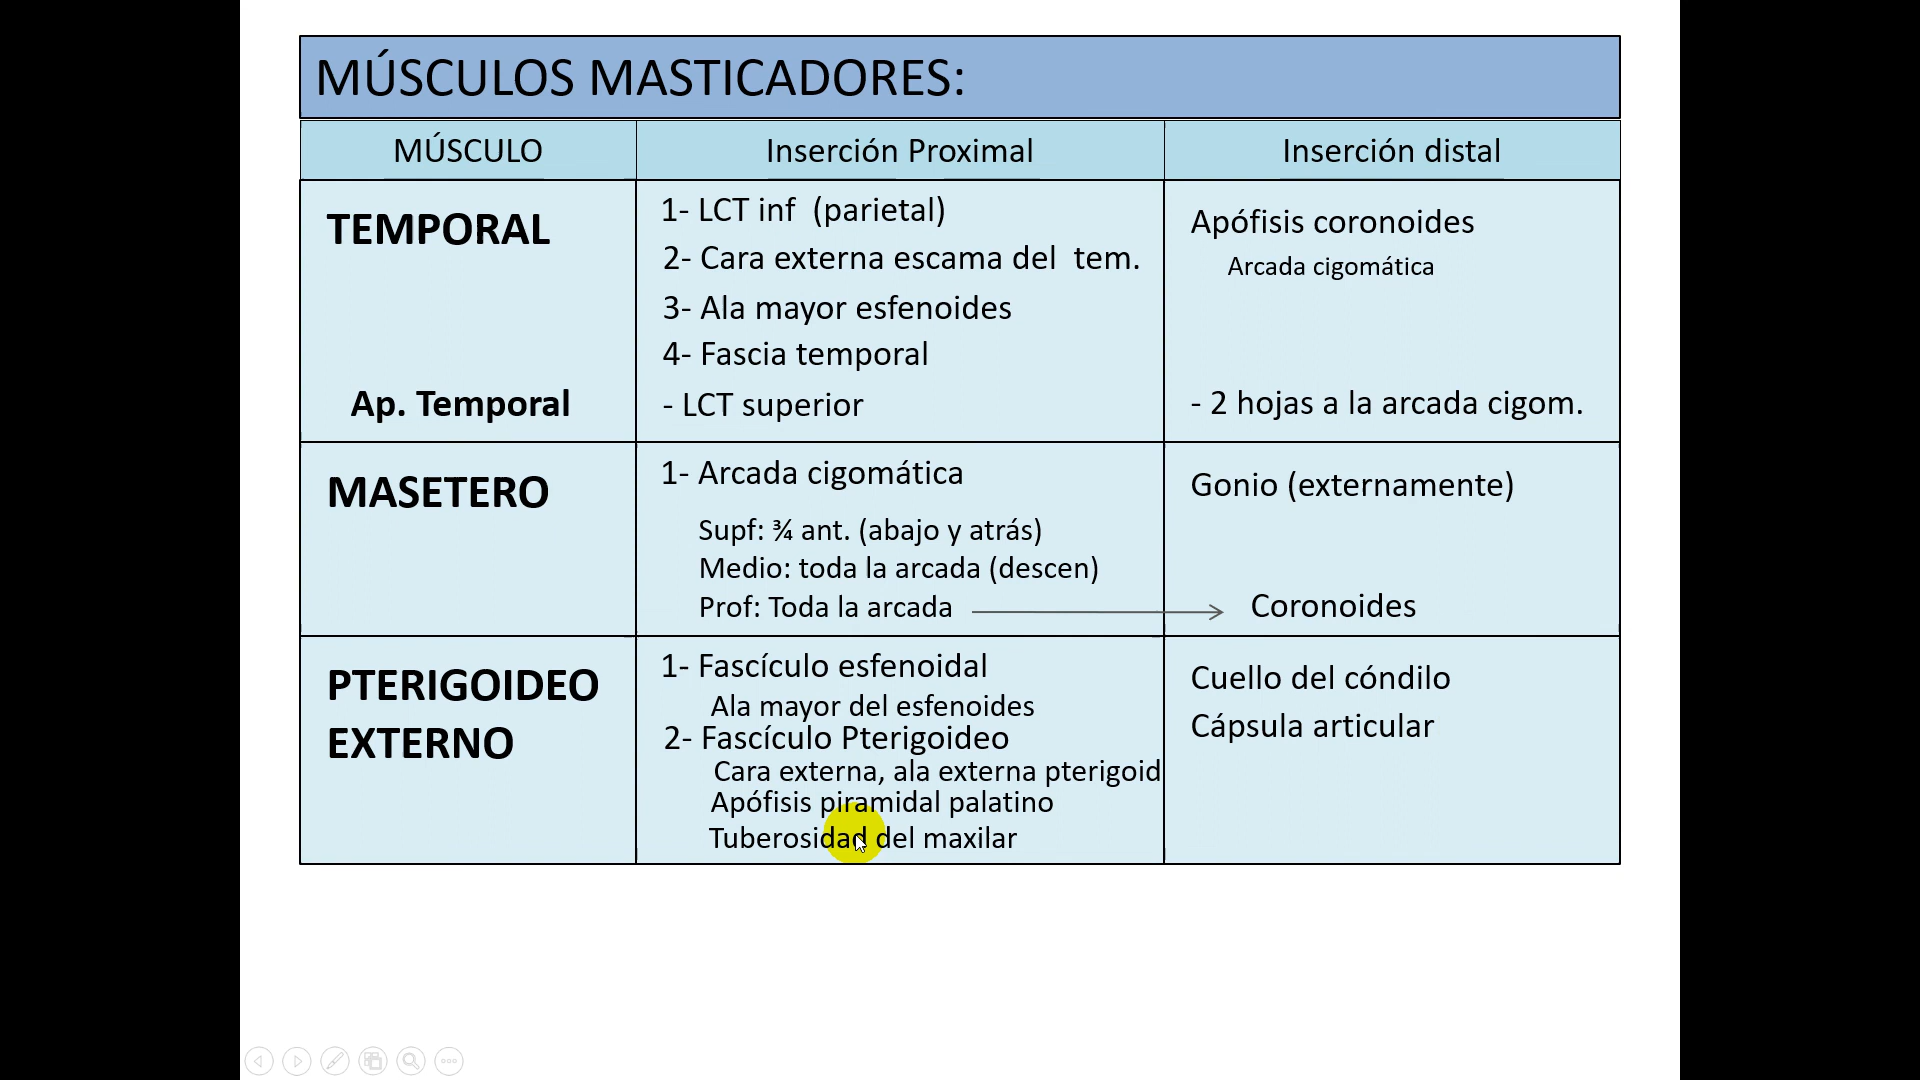 MÚSCULOS MASTICADORES:
MÚSCULO
Inserción Proximal
Inserción distal
TEMPORAL
1- LCT inf (parietal)
2- Cara externa escama del tem.
3- Ala mayor esfenoides
4- Fascia temporal
Apófisis coronoides
Arcada cigomática
Ap. Temporal
- LCT superior
- 2 hojas a la arcada cigom.
MASETERO
1- Arcada cigomática
Supf: ¾ ant. (abajo y atrás)
Medio: toda la arcada (descen)
Prof: Toda la arcada
Gonio (externamente)
Coronoides
PTERIGOIDEO
EXTERNO
1- Fascículo esfenoidal
Ala mayor del esfenoides
2- Fascículo Pterigoideo
Cara externa, ala externa pterigoid
Apófisis piramidal palatino
Tuberosidad del maxilar
Cuello del cóndilo
Cápsula articular